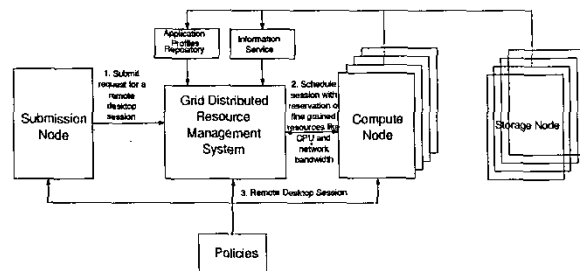 Application
Profiles
Repository
Information
Service
1. Submit
request for a
remote
desktop
session
2. Schedule
session with
reservation o
fine grained
resources like
CPU and
network
bandwidth
Submission
Node
Grid Distributed
Resource
Management
System
Compute
Node
Storage Node
3. Remote Desktop Session
Policies